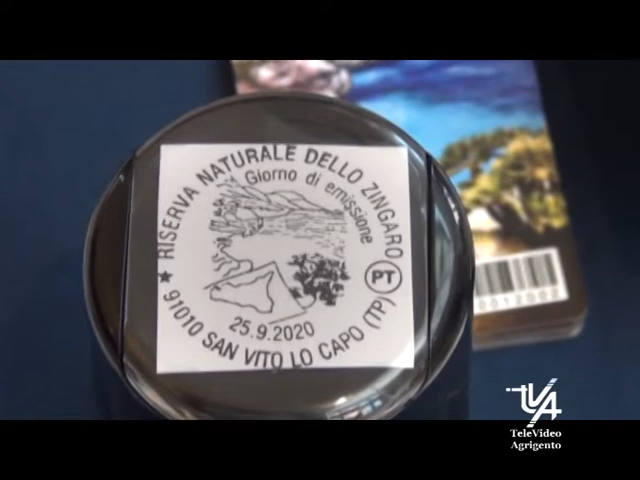 RISERVA NATURALE DELLO ZINGARO
Giorno di emissione
PT
25.9.2020
★ 91010 SAN VITO LO CAPO (TP)
tVA
TeleVideo
Agrigento